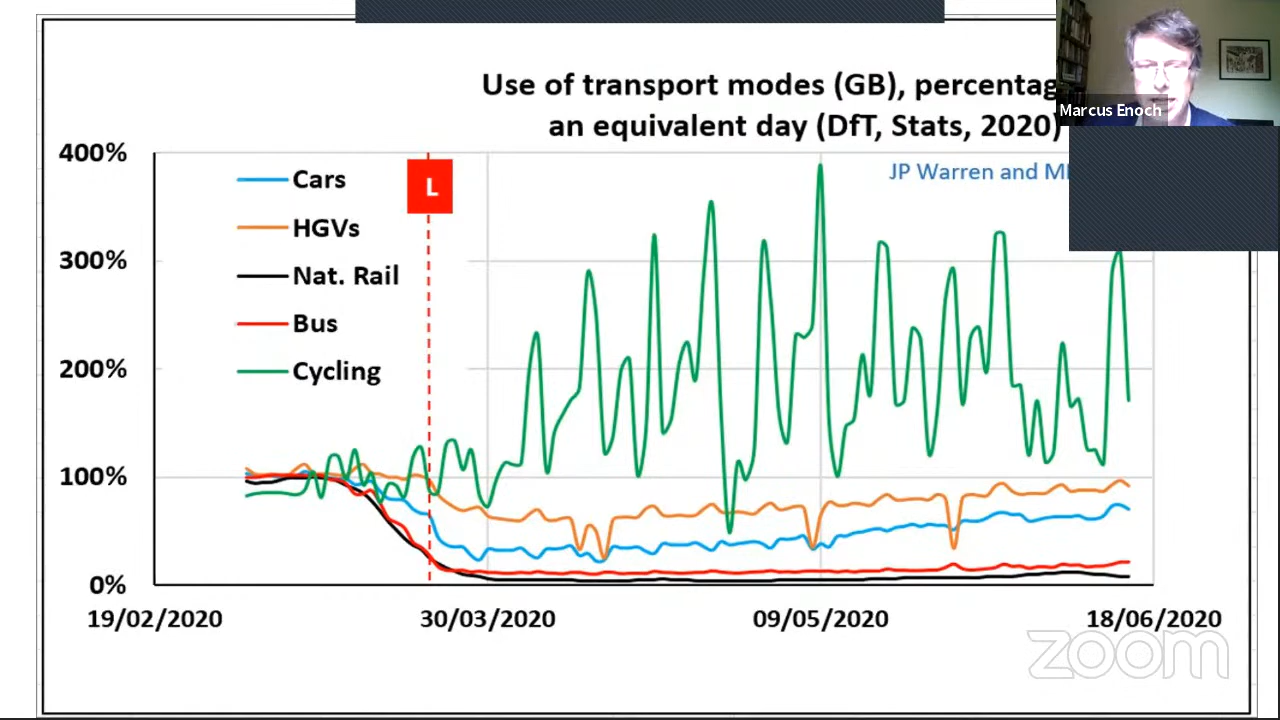 Use of transport modes (GB), percentag
an equivalent day (DfT, Stats, 2020)
Marcus Enoch
JP Warren and M
400%
300%
200%
100%
0%
L
Cars
HGVs
Nat. Rail
Bus
Cycling
19/02/2020
30/03/2020
09/05/2020
18/06/2020
zoom